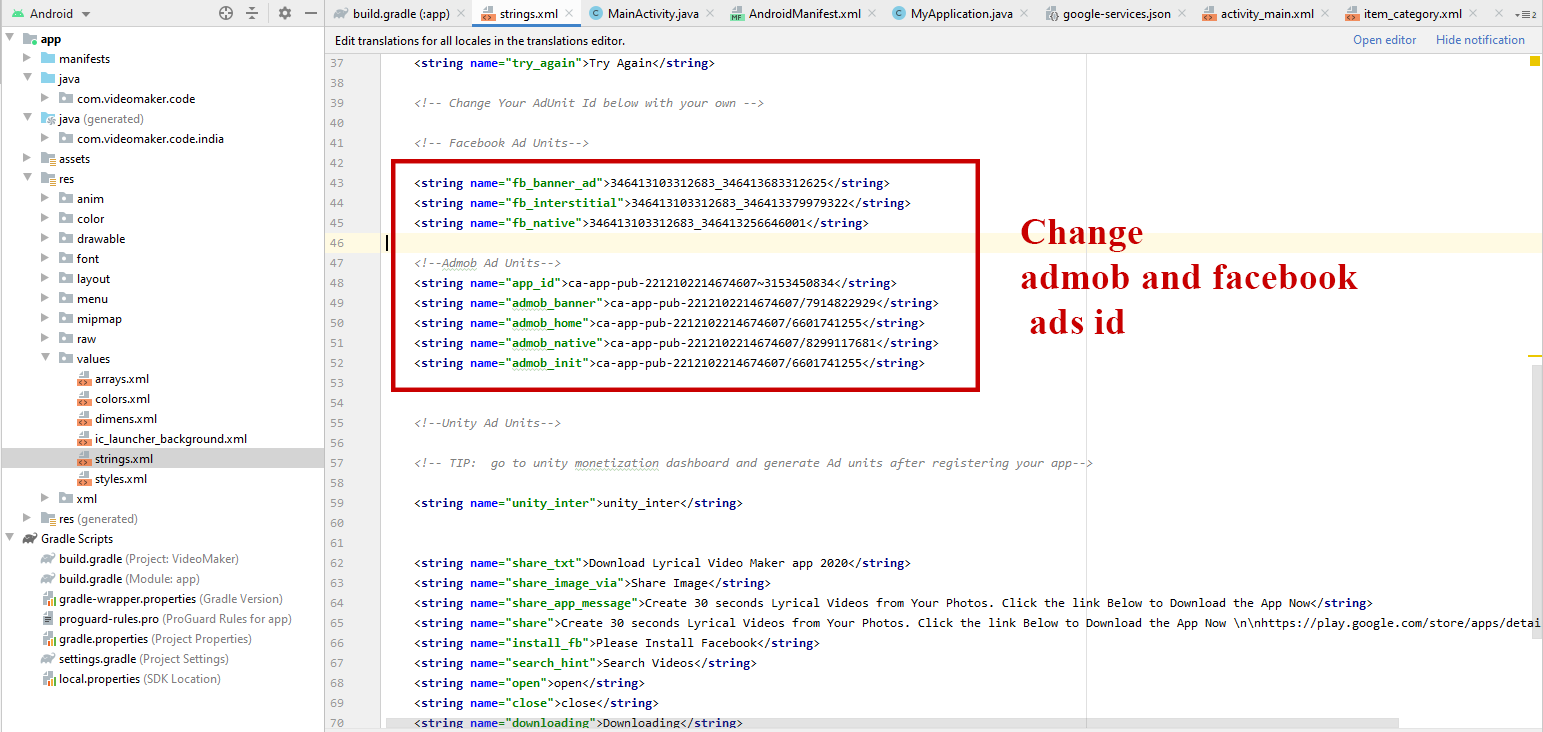 Android
build.gradle (:app)
strings.xml
MainActivity.java
AndroidManifest.xml
MyApplication.java
google-services.json
activity_main.xml
item_category.xml
2
app
manifests
java
com.videomaker.code
java (generated)
com.videomaker.code.india
assets
res
anim
color
drawable
font
layout
menu
mipmap
raw
values
arrays.xml
colors.xml
dimens.xml
ic_launcher_background.xml
strings.xml
styles.xml
xml
res (generated)
Gradle Scripts
build.gradle (Project: VideoMaker)
build.gradle (Module: app)
gradle-wrapper.properties (Gradle Version)
proguard-rules.pro (ProGuard Rules for app)
gradle.properties (Project Properties)
settings.gradle (Project Settings)
local.properties (SDK Location)
Edit translations for all locales in the translations editor.
Open editor
Hide notification
37 <string name="try_again">Try Again</string>
38
39 <!-- Change Your AdUnit Id below with your own -->
40
41 <!-- Facebook Ad Units-->
42
43 <string name="fb_banner_ad">346413103312683_346413683312625</string>
44 <string name="fb_interstitial">346413103312683_346413379979322</string>
45 <string name="fb_native">346413103312683_346413256646001</string>
46
47 <!--Admob Ad Units-->
48 <string name="app_id">ca-app-pub-2212102214674607~3153450834</string>
49 <string name="admob_banner">ca-app-pub-2212102214674607/7914822929</string>
50 <string name="admob_home">ca-app-pub-2212102214674607/6601741255</string>
51 <string name="admob_native">ca-app-pub-2212102214674607/8299117681</string>
52 <string name="admob_init">ca-app-pub-2212102214674607/6601741255</string>
53
54
55 <!--Unity Ad Units-->
56
57 <!-- TIP:  go to unity monetization dashboard and generate Ad units after registering your app-->
58
59 <string name="unity_inter">unity_inter</string>
60
61
62 <string name="share_txt">Download Lyrical Video Maker app 2020</string>
63 <string name="share_image_via">Share Image</string>
64 <string name="share_app_message">Create 30 seconds Lyrical Videos from Your Photos. Click the link Below to Download the App Now</string>
65 <string name="share">Create 30 seconds Lyrical Videos from Your Photos. Click the link Below to Download the App Now \n\nhttps://play.google.com/store/apps/detai
66 <string name="install_fb">Please Install Facebook</string>
67 <string name="search_hint">Search Videos</string>
68 <string name="open">open</string>
69 <string name="close">close</string>
70 <string name="downloading">Downloading</string>
Change
admob and facebook
ads id